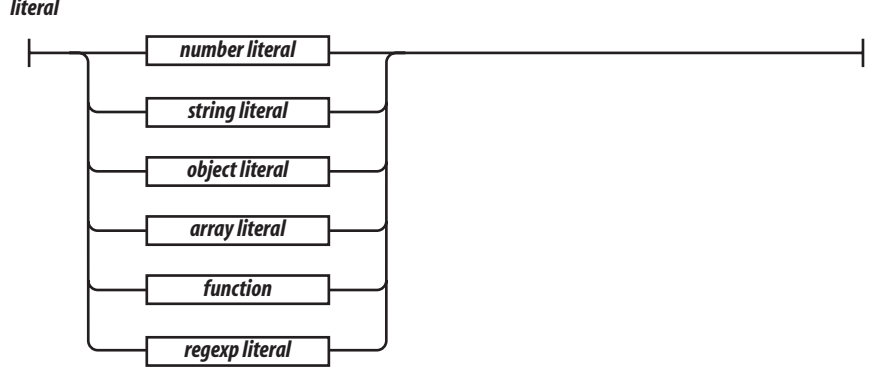 literal
number literal
string literal
object literal
array literal
function
regexp literal